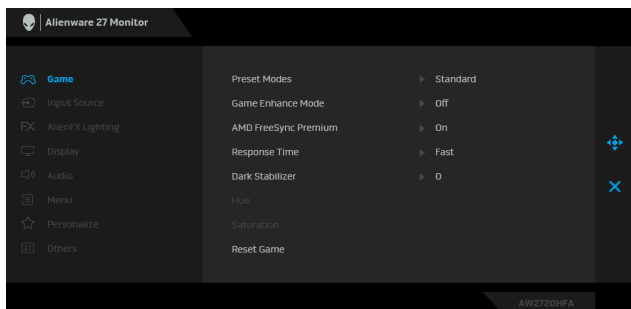 Alienware 27 Monitor
Game
Input Source
AlienFX Lighting
Display
Audio
Menu
Personalize
Others
Preset Modes Standard
Game Enhance Mode Off
AMD FreeSync Premium On
Response Time Fast
Dark Stabilizer 0
Hue
Saturation
Reset Game
AW2720HFA